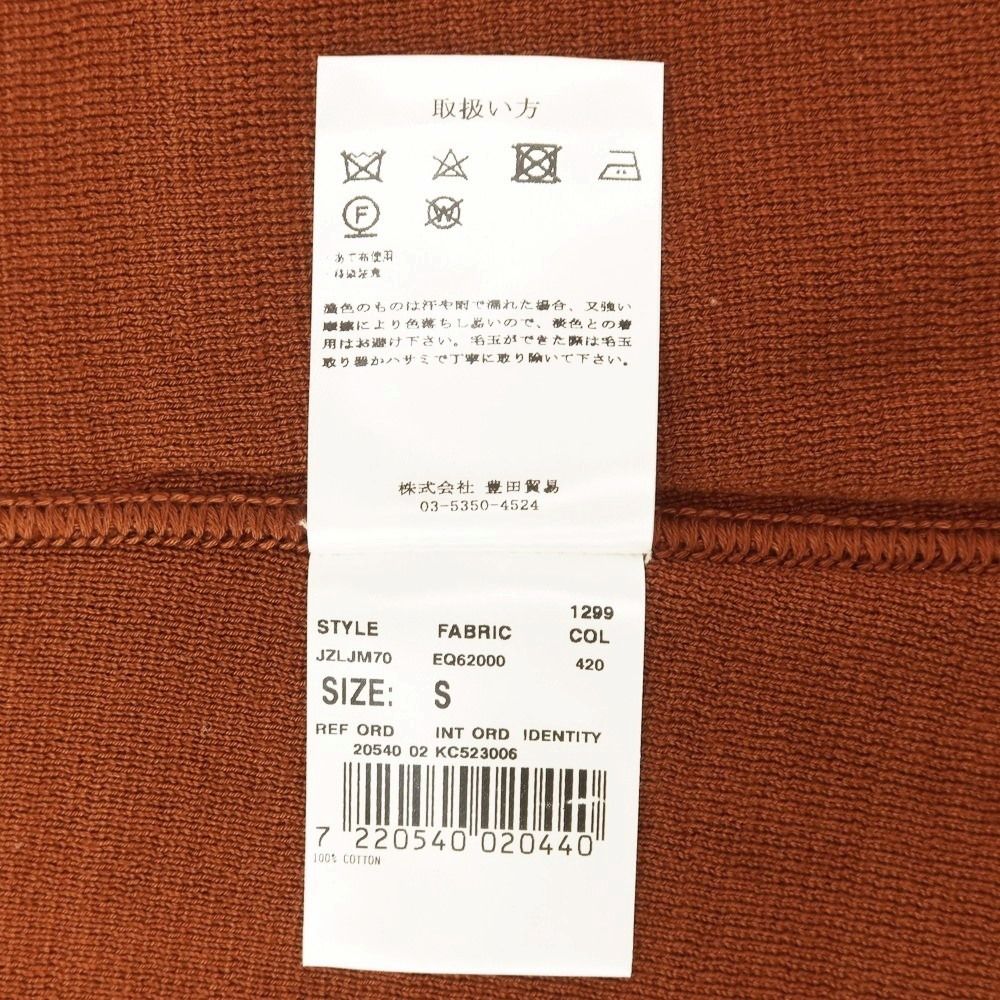 取扱い方
F
W
・あて布使用
濃色のものは汗や雨で濡れた場合、又強い
摩擦により色落ちし易いので、淡色との着
用はお避け下さい。毛玉ができた際は毛玉
取り器かハサミで丁寧に取り除いて下さい。
株式会社 豊田貿易
03-5350-4524
1299
STYLE FABRIC COL
JZLJM70 EQ62000 420
SIZE: S
REF ORD INT ORD IDENTITY
20540 02 KC523006
7 220540 020440
100% COTTON